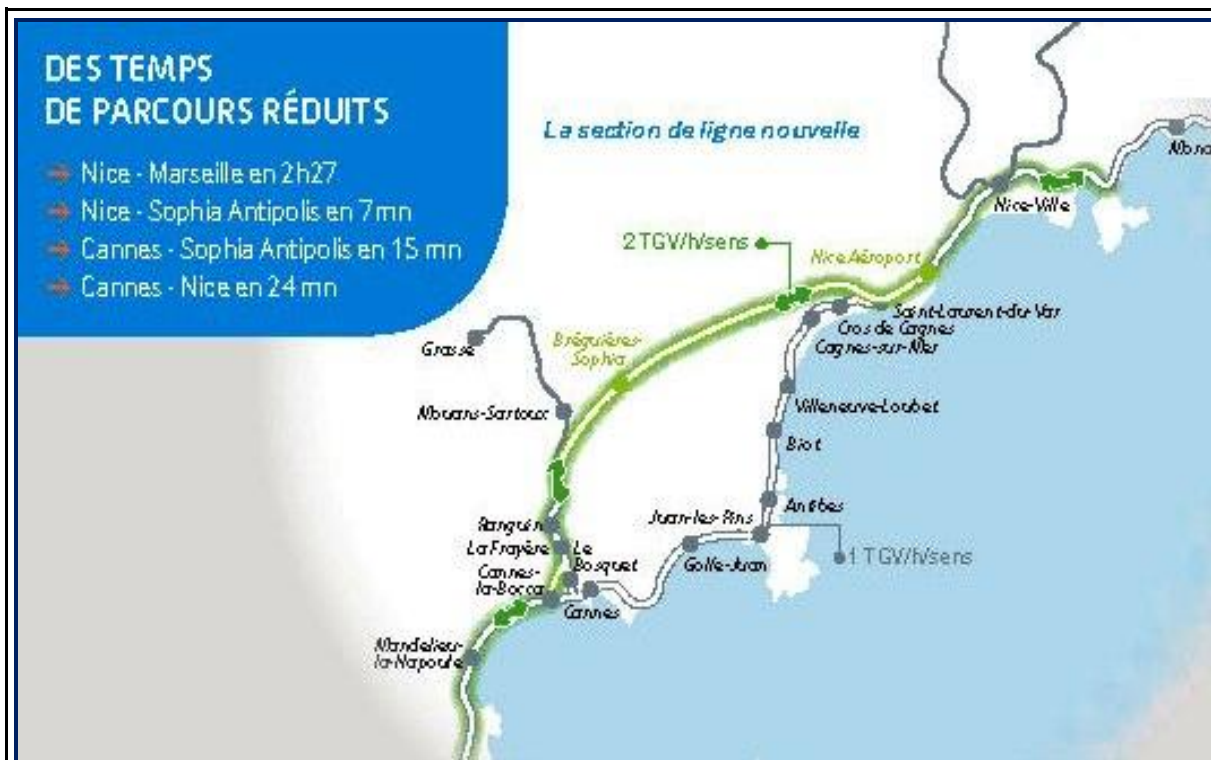 DES TEMPS
DE PARCOURS RÉDUITS
→ Nice - Marseille en 2h27
→ Nice - Sophia Antipolis en 7mn
→ Cannes - Sophia Antipolis en 15 mn
→ Cannes - Nice en 24 mn
La section de ligne nouvelle
Mona
Nice-Ville
2 TGV/h/sens
Nice Aéroport
Saint-Laurent-du-Var
Cros de Cagnes
Cagnes-sur-Mer
Grasse
Bréguières-
Sophia
Mouans-Sartoux
Villeneuve-Loubet
Biot
Antibes
Juan-les-Pins
Ranguin
La Frayère
Le
Bosquet
Golfe-Juan
1 TGV/h/sens
Cannes-
la-Bocca
Cannes
Mandelieu-
la-Napoule